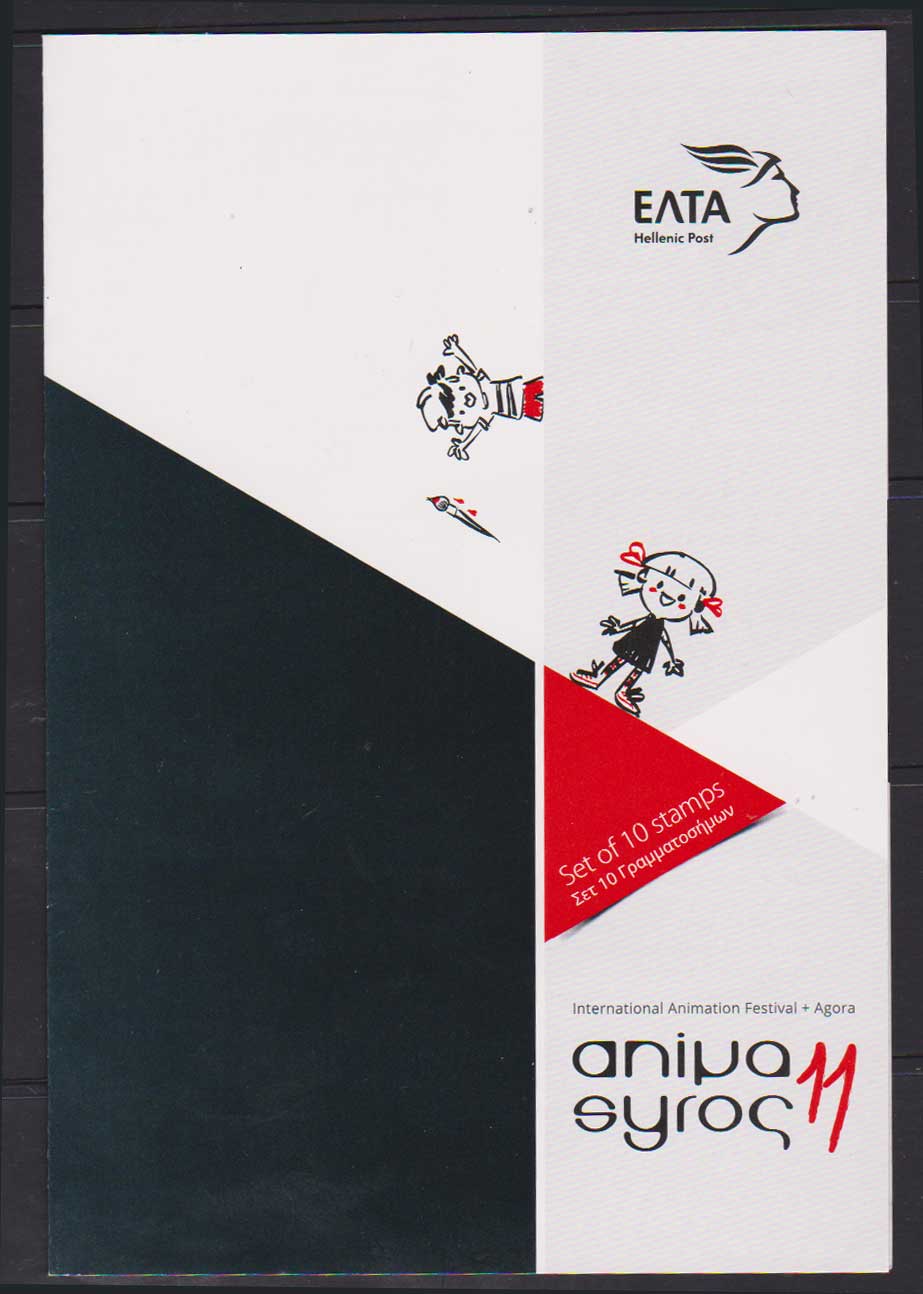 ΕΛΤΑ
Hellenic Post
Set of 10 stamps
Σετ 10 Γραμματοσήμων
International Animation Festival + Agora
aniμa 11
syroς